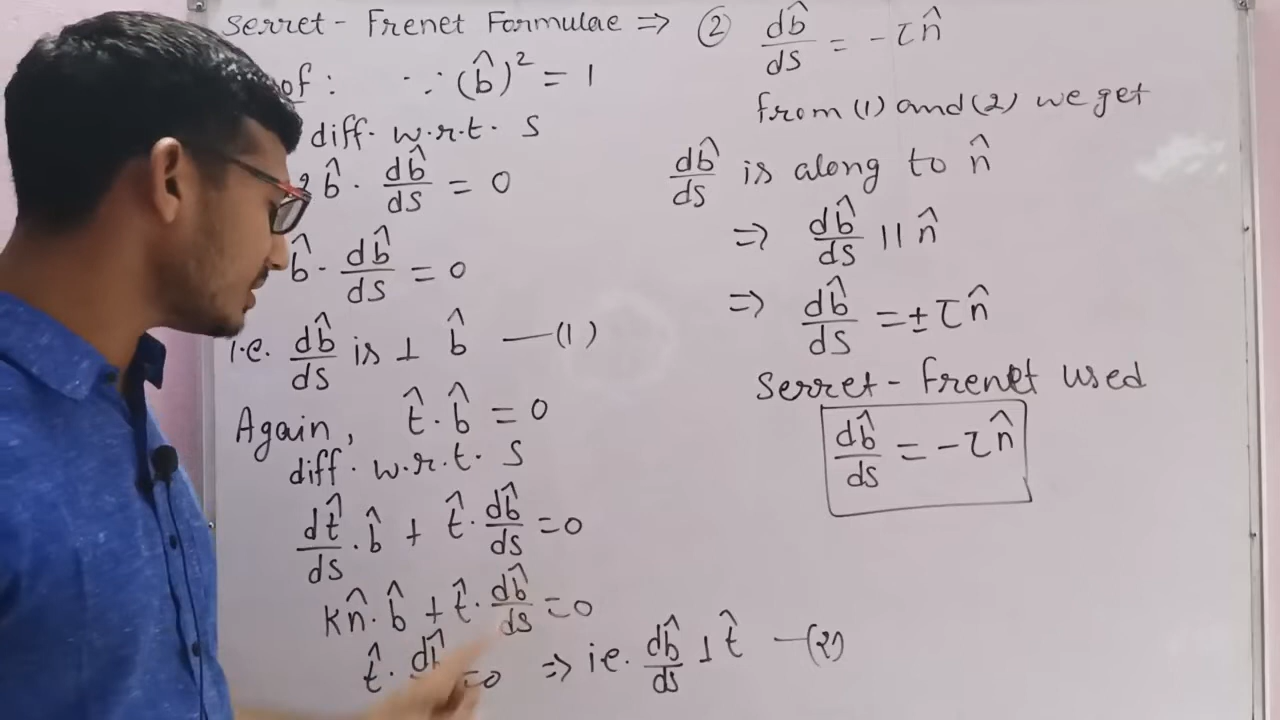 Serret - Frenet Formulae ⇒ ② db̂/ds = -τn̂
of : ∵ (b̂)² = 1
diff. w.r.t. s
2b̂ · db̂/ds = 0
b̂ · db̂/ds = 0
i.e. db̂/ds is ⊥ b̂ —(1)
Again, t̂ · b̂ = 0
diff. w.r.t. s
dt̂/ds · b̂ + t̂ · db̂/ds = 0
kn̂ · b̂ + t̂ · db̂/ds = 0
t̂ · db̂ = 0 ⇒ i.e. db̂/ds ⊥ t̂ —(2)
from (1) and (2) we get
db̂/ds is along to n̂
⇒ db̂/ds || n̂
⇒ db̂/ds = ± τn̂
Serret - Frenet used
db̂/ds = -τn̂